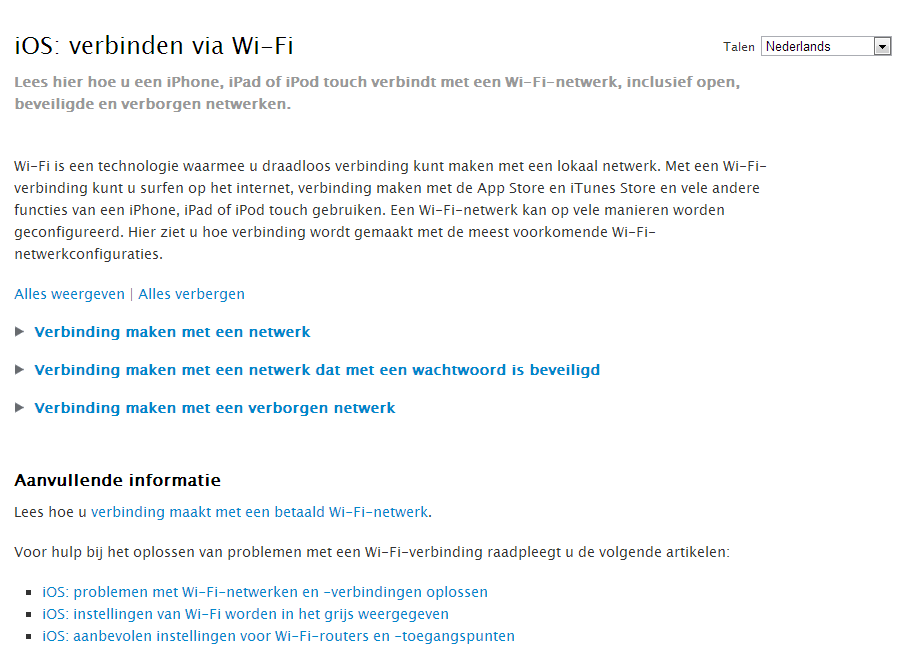 iOS: verbinden via Wi-Fi
Talen Nederlands
Lees hier hoe u een iPhone, iPad of iPod touch verbindt met een Wi-Fi-netwerk, inclusief open,
beveiligde en verborgen netwerken.
Wi-Fi is een technologie waarmee u draadloos verbinding kunt maken met een lokaal netwerk. Met een Wi-Fi-
verbinding kunt u surfen op het internet, verbinding maken met de App Store en iTunes Store en vele andere
functies van een iPhone, iPad of iPod touch gebruiken. Een Wi-Fi-netwerk kan op vele manieren worden
geconfigureerd. Hier ziet u hoe verbinding wordt gemaakt met de meest voorkomende Wi-Fi-
netwerkconfiguraties.
Alles weergeven | Alles verbergen
Verbinding maken met een netwerk
Verbinding maken met een netwerk dat met een wachtwoord is beveiligd
Verbinding maken met een verborgen netwerk
Aanvullende informatie
Lees hoe u verbinding maakt met een betaald Wi-Fi-netwerk.
Voor hulp bij het oplossen van problemen met een Wi-Fi-verbinding raadpleegt u de volgende artikelen:
iOS: problemen met Wi-Fi-netwerken en -verbindingen oplossen
iOS: instellingen van Wi-Fi worden in het grijs weergegeven
iOS: aanbevolen instellingen voor Wi-Fi-routers en -toegangspunten